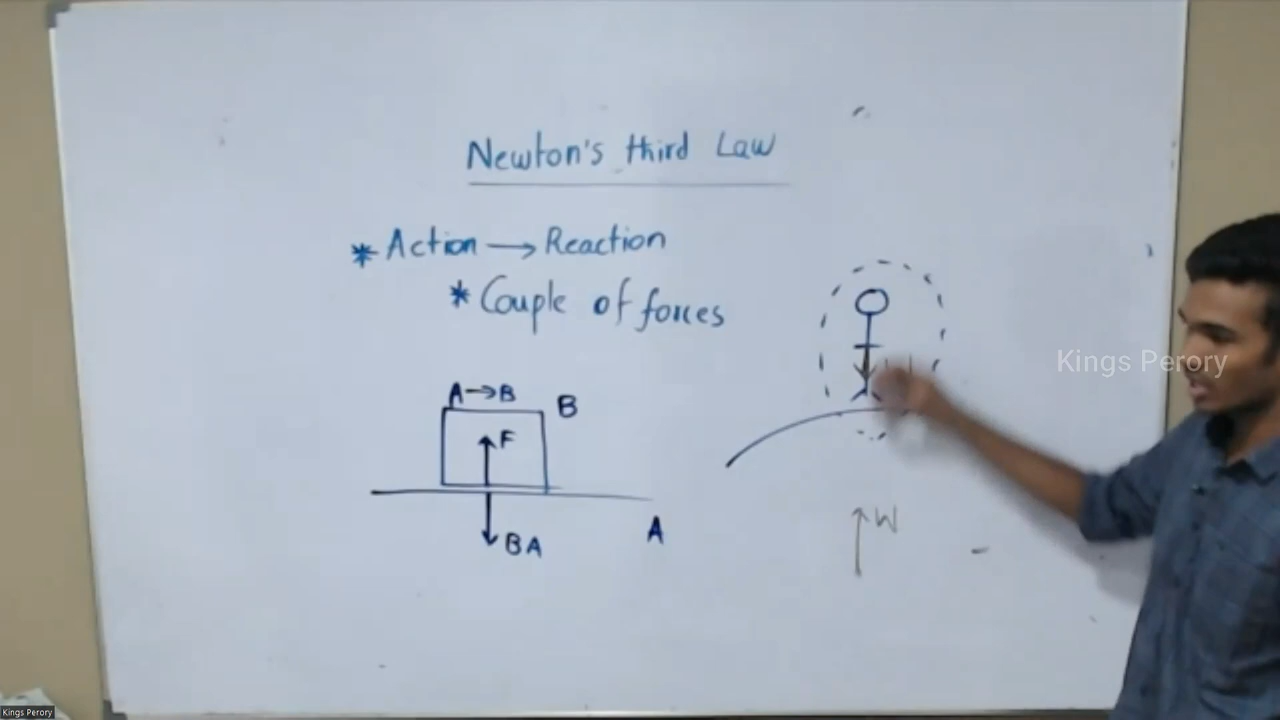 Newton's third Law
* Action → Reaction
* Couple of forces
A→B
B
F
BA
A
W
Kings Perory
Kings Perory